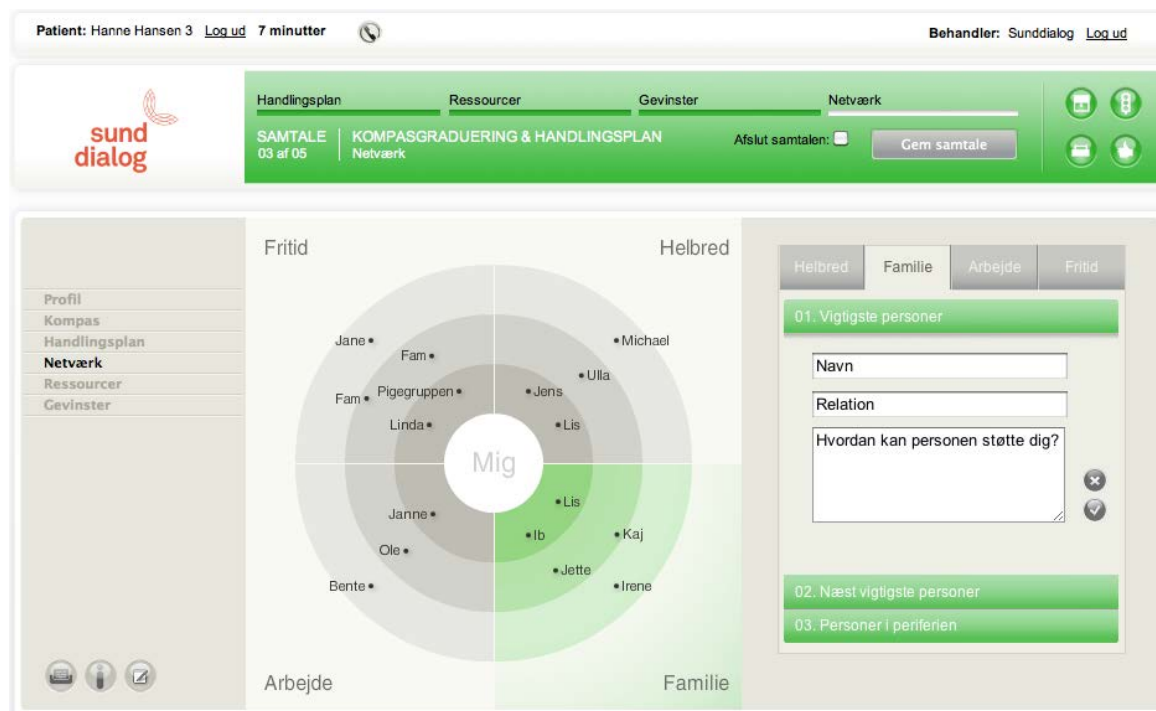 Patient: Hanne Hansen 3 Log ud 7 minutter
Behandler: Sunddialog Log ud
sund
dialog
Handlingsplan Ressourcer Gevinster Netværk
SAMTALE
03 af 05
KOMPASGRADUERING & HANDLINGSPLAN
Netværk
Afslut samtalen:
Gem samtale
Profil
Kompas
Handlingsplan
Netværk
Ressourcer
Gevinster
Fritid
Helbred
Jane
Fam
Fam
Pigegruppen
Linda
Michael
Ulla
Jens
Lis
Mig
Janne
Ole
Bente
Lis
Ib
Kaj
Jette
Irene
Arbejde
Familie
Helbred Familie Arbejde Fritid
01. Vigtigste personer
Navn
Relation
Hvordan kan personen støtte dig?
02. Næst vigtigste personer
03. Personer i periferien